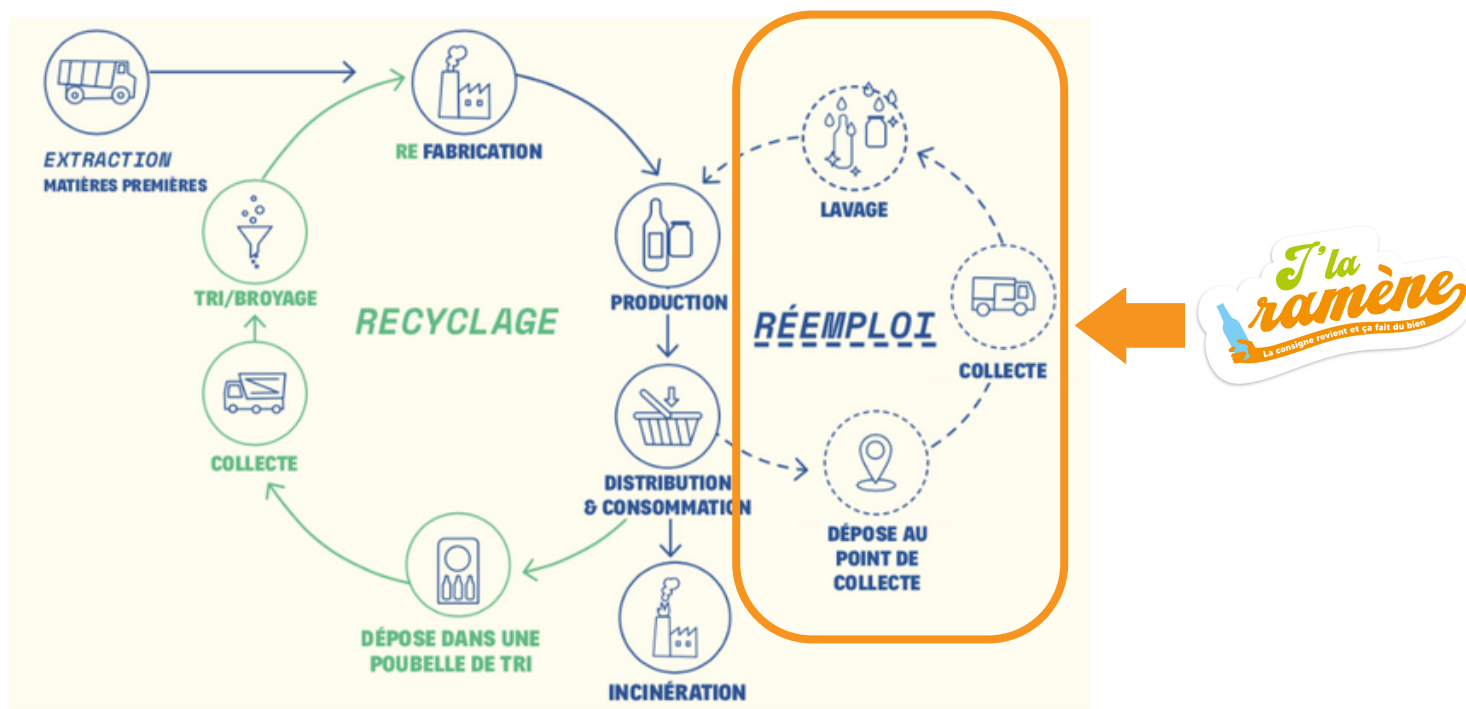 EXTRACTION
MATIÈRES PREMIÈRES
RE FABRICATION
LAVAGE
TRI/BROYAGE
PRODUCTION
RECYCLAGE
RÉEMPLOI
COLLECTE
J'la
ramène
La consigne revient et ça fait du bien
COLLECTE
DISTRIBUTION
& CONSOMMATION
DÉPOSE AU
POINT DE
COLLECTE
DÉPOSE DANS UNE
POUBELLE DE TRI
INCINÉRATION